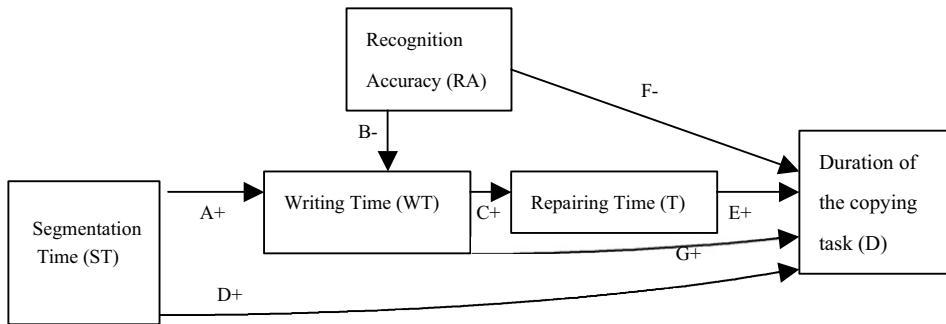 Recognition
Accuracy (RA)
F-
B-
Duration of
the copying
task (D)
Segmentation
Time (ST)
A+
Writing Time (WT)
C+
Repairing Time (T)
E+
G+
D+